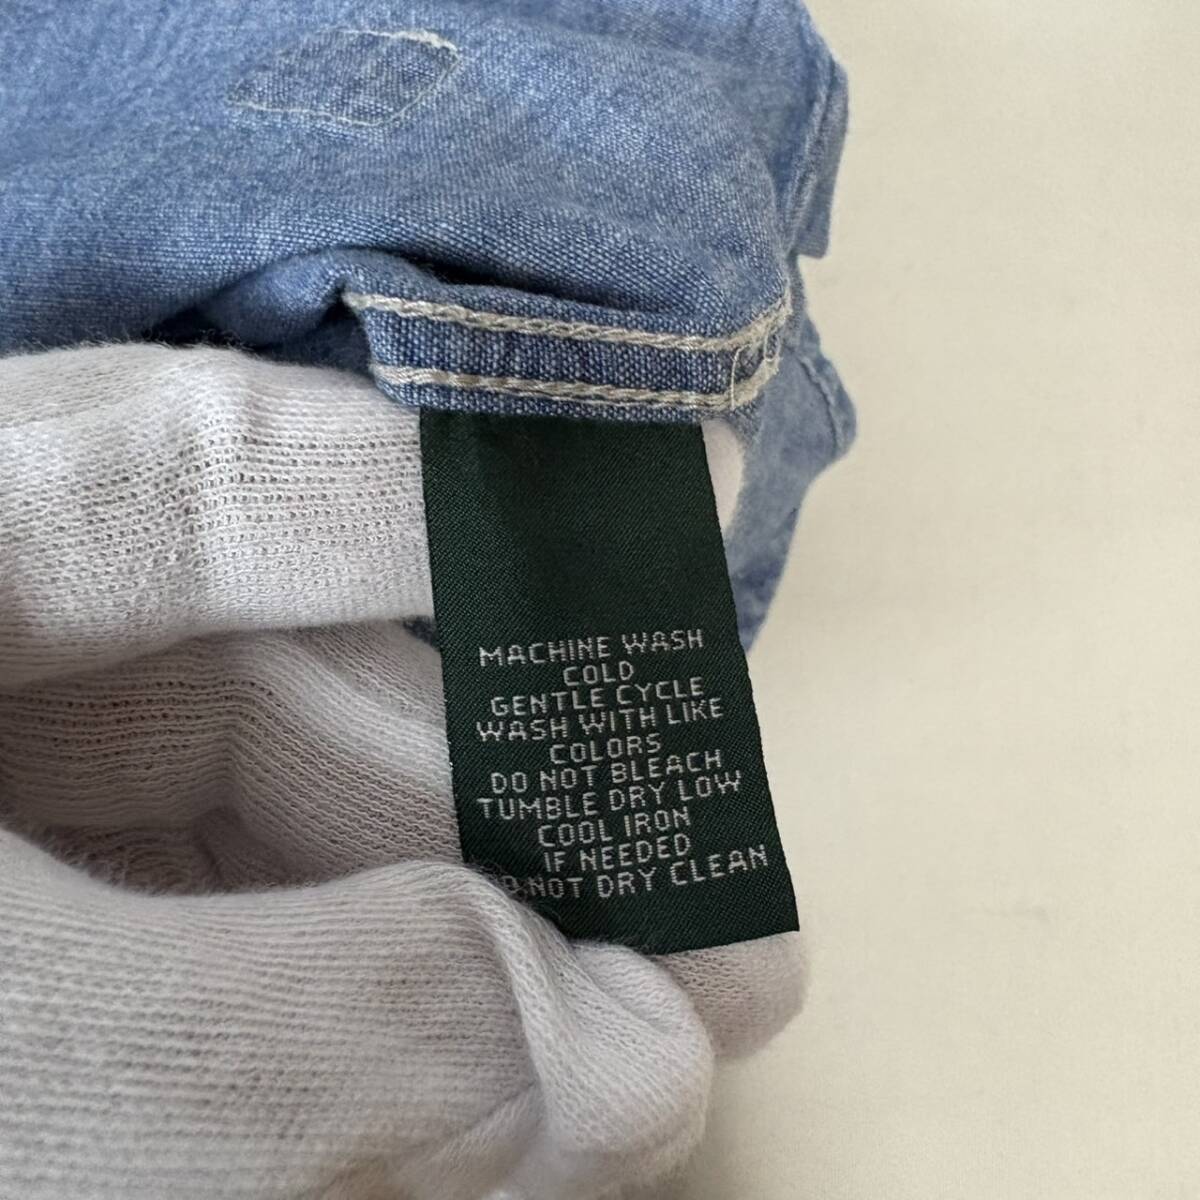 MACHINE WASH
COLD
GENTLE CYCLE
WASH WITH LIKE
COLORS
DO NOT BLEACH
TUMBLE DRY LOW
COOL IRON
IF NEEDED
NOT DRY CLEAN